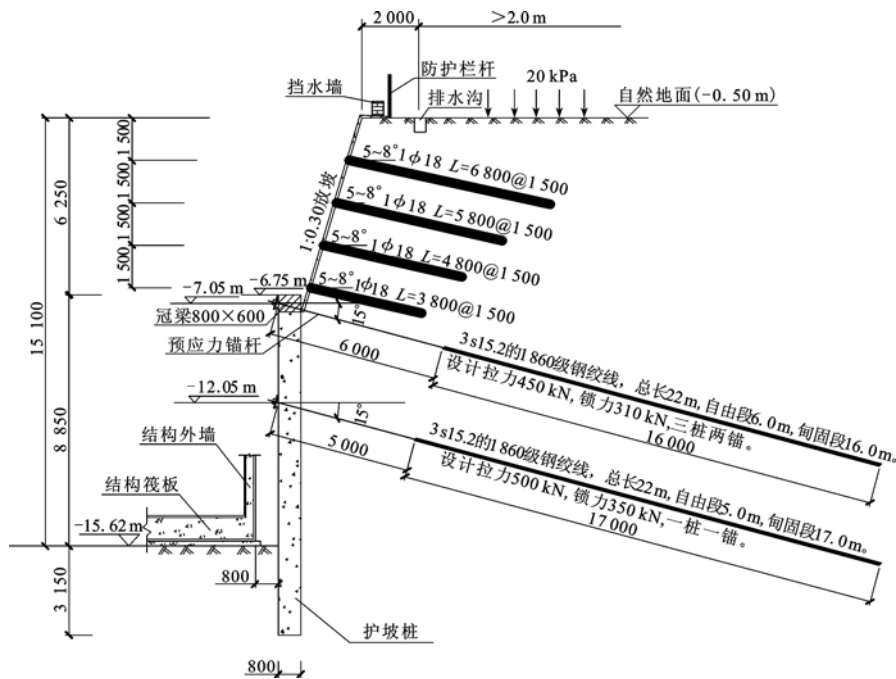 2 000
>2.0 m
防护栏杆
20 kPa
挡水墙
排水沟
自然地面(-0.50 m)
1 500
1 500
1 500
1 500
6 250
15 100
8 850
3 150
1:0.30放坡
5~8° 1ϕ18 L=6 800@1 500
5~8° 1ϕ18 L=5 800@1 500
5~8° 1ϕ18 L=4 800@1 500
5~8° 1ϕ18 L=3 800@1 500
-7.05 m
-6.75 m
冠梁800×600
预应力锚杆
15°
6 000
3 s15.2的1860级钢绞线，总长22 m，自由段6.0 m，甸固段16.0 m。
设计拉力450 kN，锁力310 kN，三桩两锚。
16 000
-12.05 m
15°
5 000
3 s15.2的1860级钢绞线，总长22 m，自由段5.0 m，甸固段17.0 m。
设计拉力500 kN，锁力350 kN，一桩一锚。
17 000
结构外墙
结构筏板
-15.62 m
800
护坡桩
800